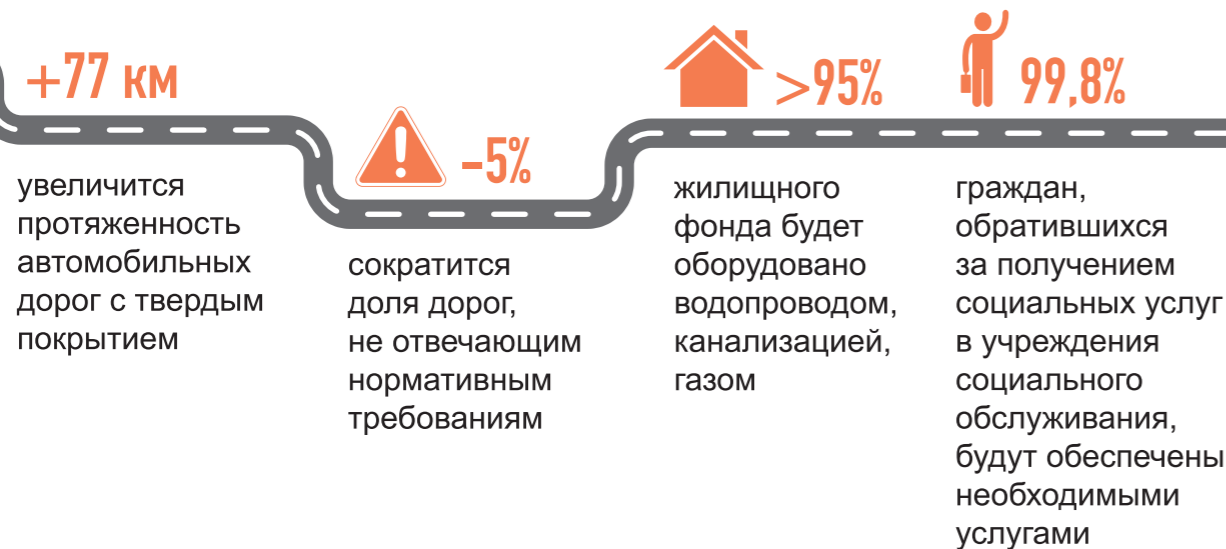 +77 км
увеличится
протяженность
автомобильных
дорог с твердым
покрытием
-5%
сократится
доля дорог,
не отвечающим
нормативным
требованиям
>95%
жилищного
фонда будет
оборудовано
водопроводом,
канализацией,
газом
99,8%
граждан,
обратившихся
за получением
социальных услуг
в учреждения
социального
обслуживания,
будут обеспечены
необходимыми
услугами